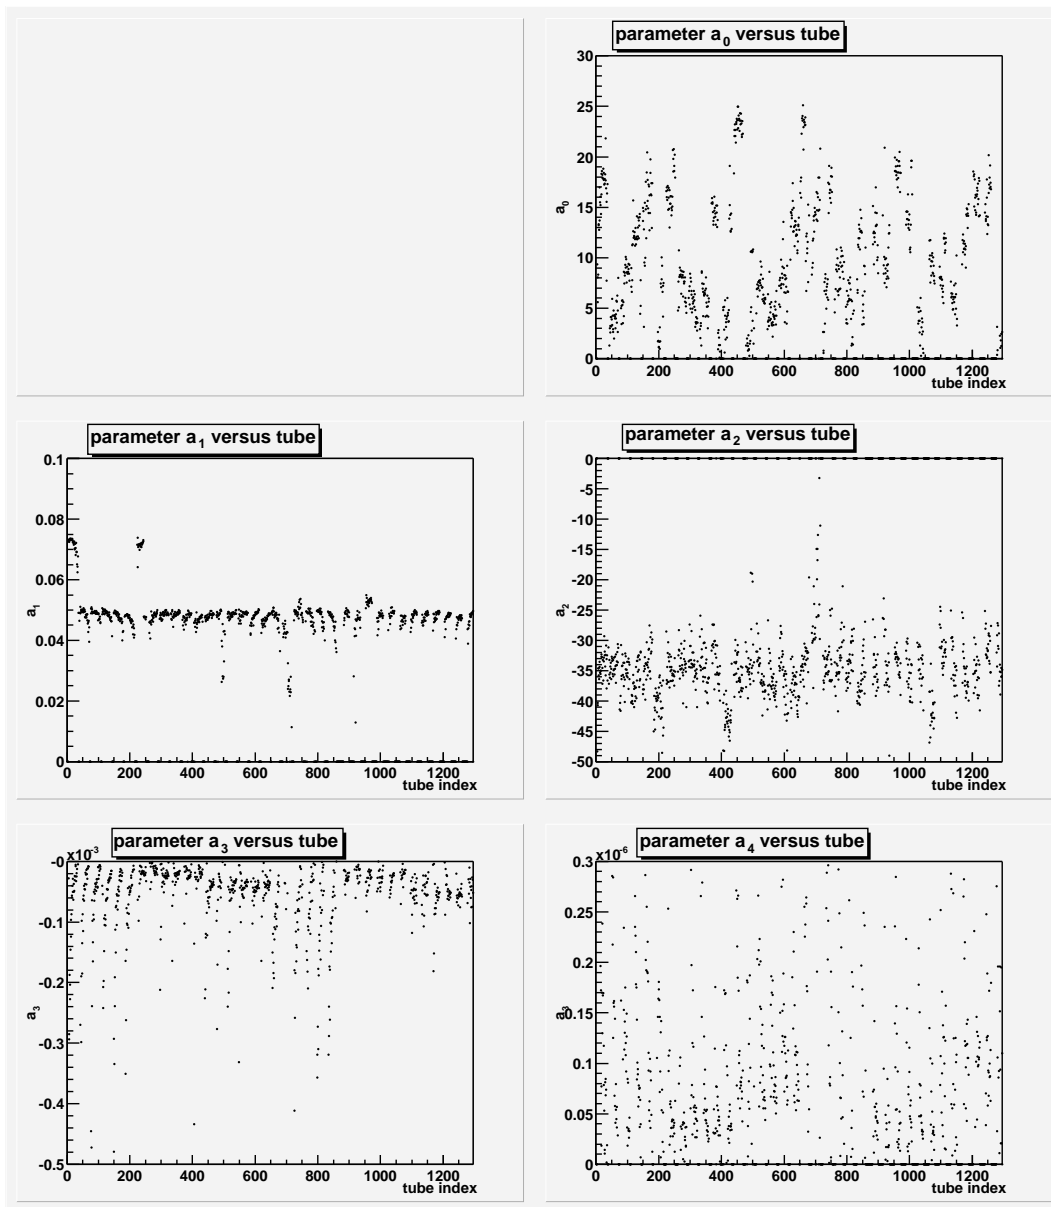 parameter a0 versus tube
30
25
20
15
10
5
0
a0
0 200 400 600 800 1000 1200
tube index
parameter a1 versus tube
0.1
0.08
0.06
0.04
0.02
0
a1
0 200 400 600 800 1000 1200
tube index
parameter a2 versus tube
0
-5
-10
-15
-20
-25
-30
-35
-40
-45
-50
a2
0 200 400 600 800 1000 1200
tube index
parameter a3 versus tube
×10-3
-0
-0.1
-0.2
-0.3
-0.4
-0.5
a3
0 200 400 600 800 1000 1200
tube index
parameter a4 versus tube
×10-6
0.3
0.25
0.2
0.15
0.1
0.05
0
0 200 400 600 800 1000 1200
tube index